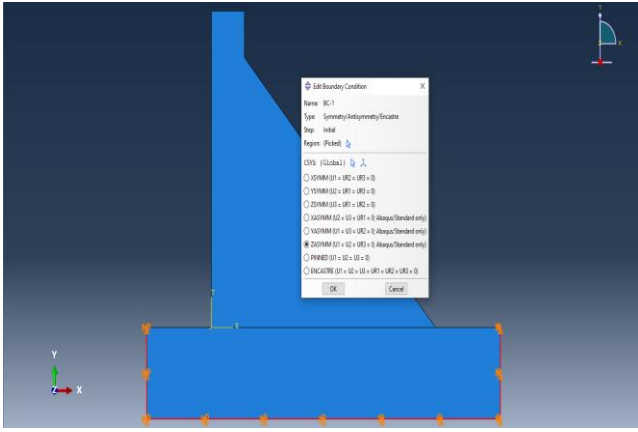 Edit Boundary Condition X
Name: BC-1
Type: Symmetry/Antisymmetry/Encastre
Step: Initial
Region: (Picked)
CSYS: (Global)
XSYMM (U1 = UR2 = UR3 = 0)
YSYMM (U2 = UR1 = UR3 = 0)
ZSYMM (U3 = UR1 = UR2 = 0)
XASYMM (U2 = U3 = UR1 = 0; Abaqus/Standard only)
YASYMM (U1 = U3 = UR2 = 0; Abaqus/Standard only)
ZASYMM (U1 = U2 = UR3 = 0; Abaqus/Standard only)
PINNED (U1 = U2 = U3 = 0)
ENCASTRE (U1 = U2 = U3 = UR1 = UR2 = UR3 = 0)
OK Cancel
Y
X
Y
Z X